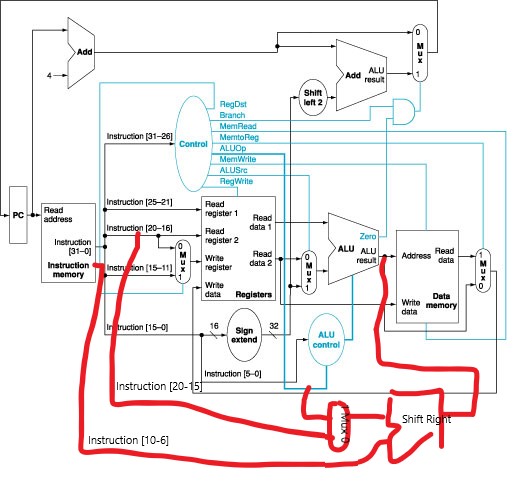 Add
4
Add
ALU
result
0
Mux
1
Shift
left 2
RegDst
Branch
MemRead
MemtoReg
ALUOp
MemWrite
ALUSrc
RegWrite
Control
Instruction [31–26]
PC
Read
address
Instruction
[31–0]
Instruction
memory
Instruction [25–21]
Instruction [20–16]
Instruction [15–11]
0
Mux
1
Read
register 1
Read
register 2
Write
register
Write
data
Read
data 1
Read
data 2
Registers
0
Mux
1
ALU
Zero
ALU
result
Address
Write
data
Read
data
Data
memory
1
Mux
0
Instruction [15–0]
16
Sign
extend
32
ALU
control
Instruction [5–0]
Instruction [20-15]
1 Mux 0
Shift Right
Instruction [10-6]